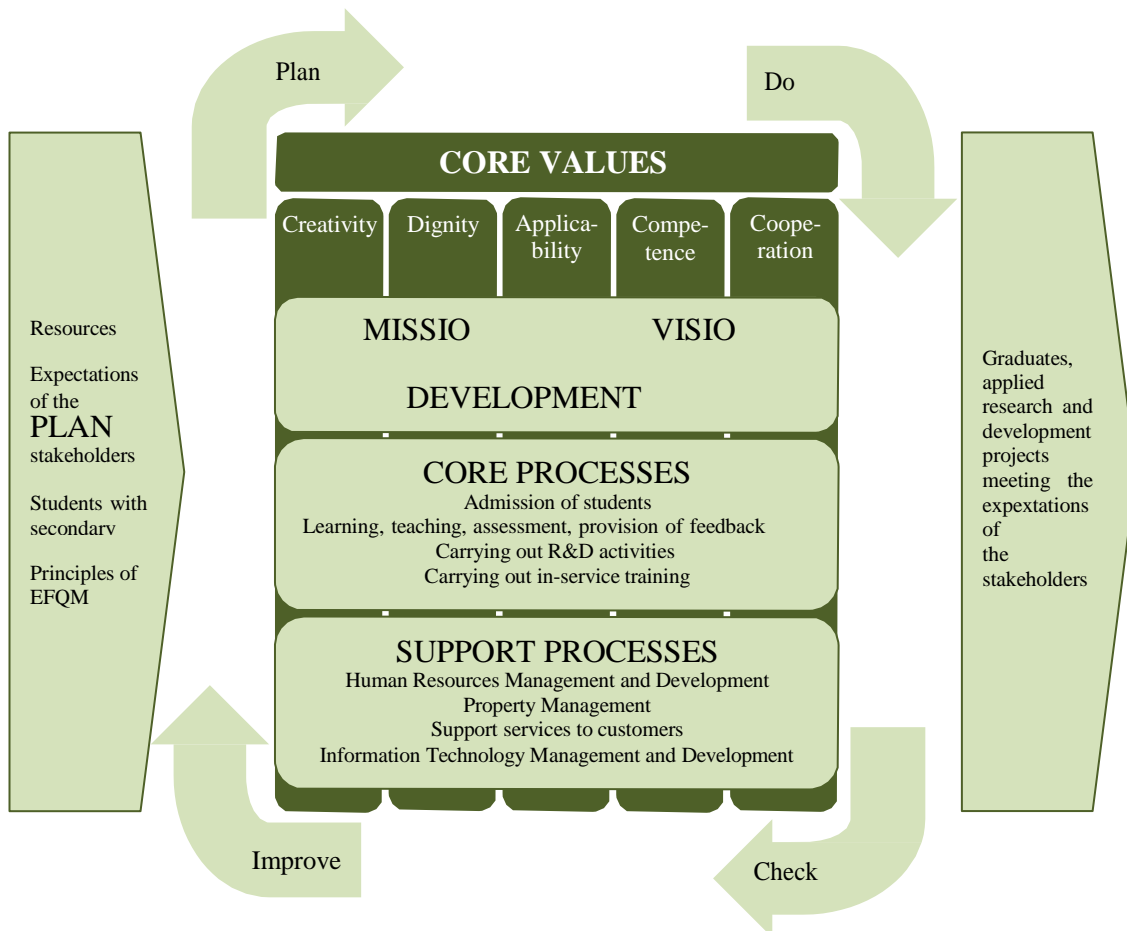 Plan
Do
CORE VALUES
Creativity
Dignity
Applica-
bility
Compe-
tence
Coope-
ration
MISSIO
VISIO
DEVELOPMENT
Resources
Expectations
of the
PLAN
stakeholders
Students with
secondarv
Principles of
EFQM
CORE PROCESSES
Admission of students
Learning, teaching, assessment, provision of feedback
Carrying out R&D activities
Carrying out in-service training
SUPPORT PROCESSES
Human Resources Management and Development
Property Management
Support services to customers
Information Technology Management and Development
Graduates,
applied
research and
development
projects
meeting the
expextations
of
the
stakeholders
Improve
Check